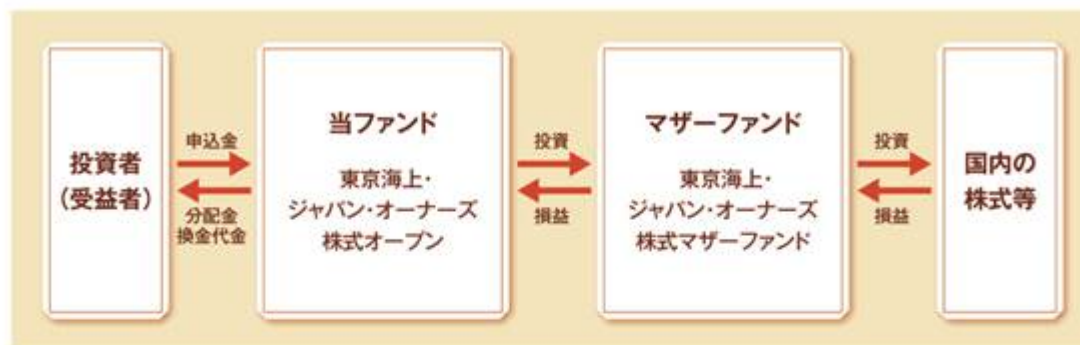 投資者
(受益者)
申込金
分配金
換金代金
当ファンド
東京海上・
ジャパン・オーナーズ
株式オープン
投資
損益
マザーファンド
東京海上・
ジャパン・オーナーズ
株式マザーファンド
投資
損益
国内の
株式等